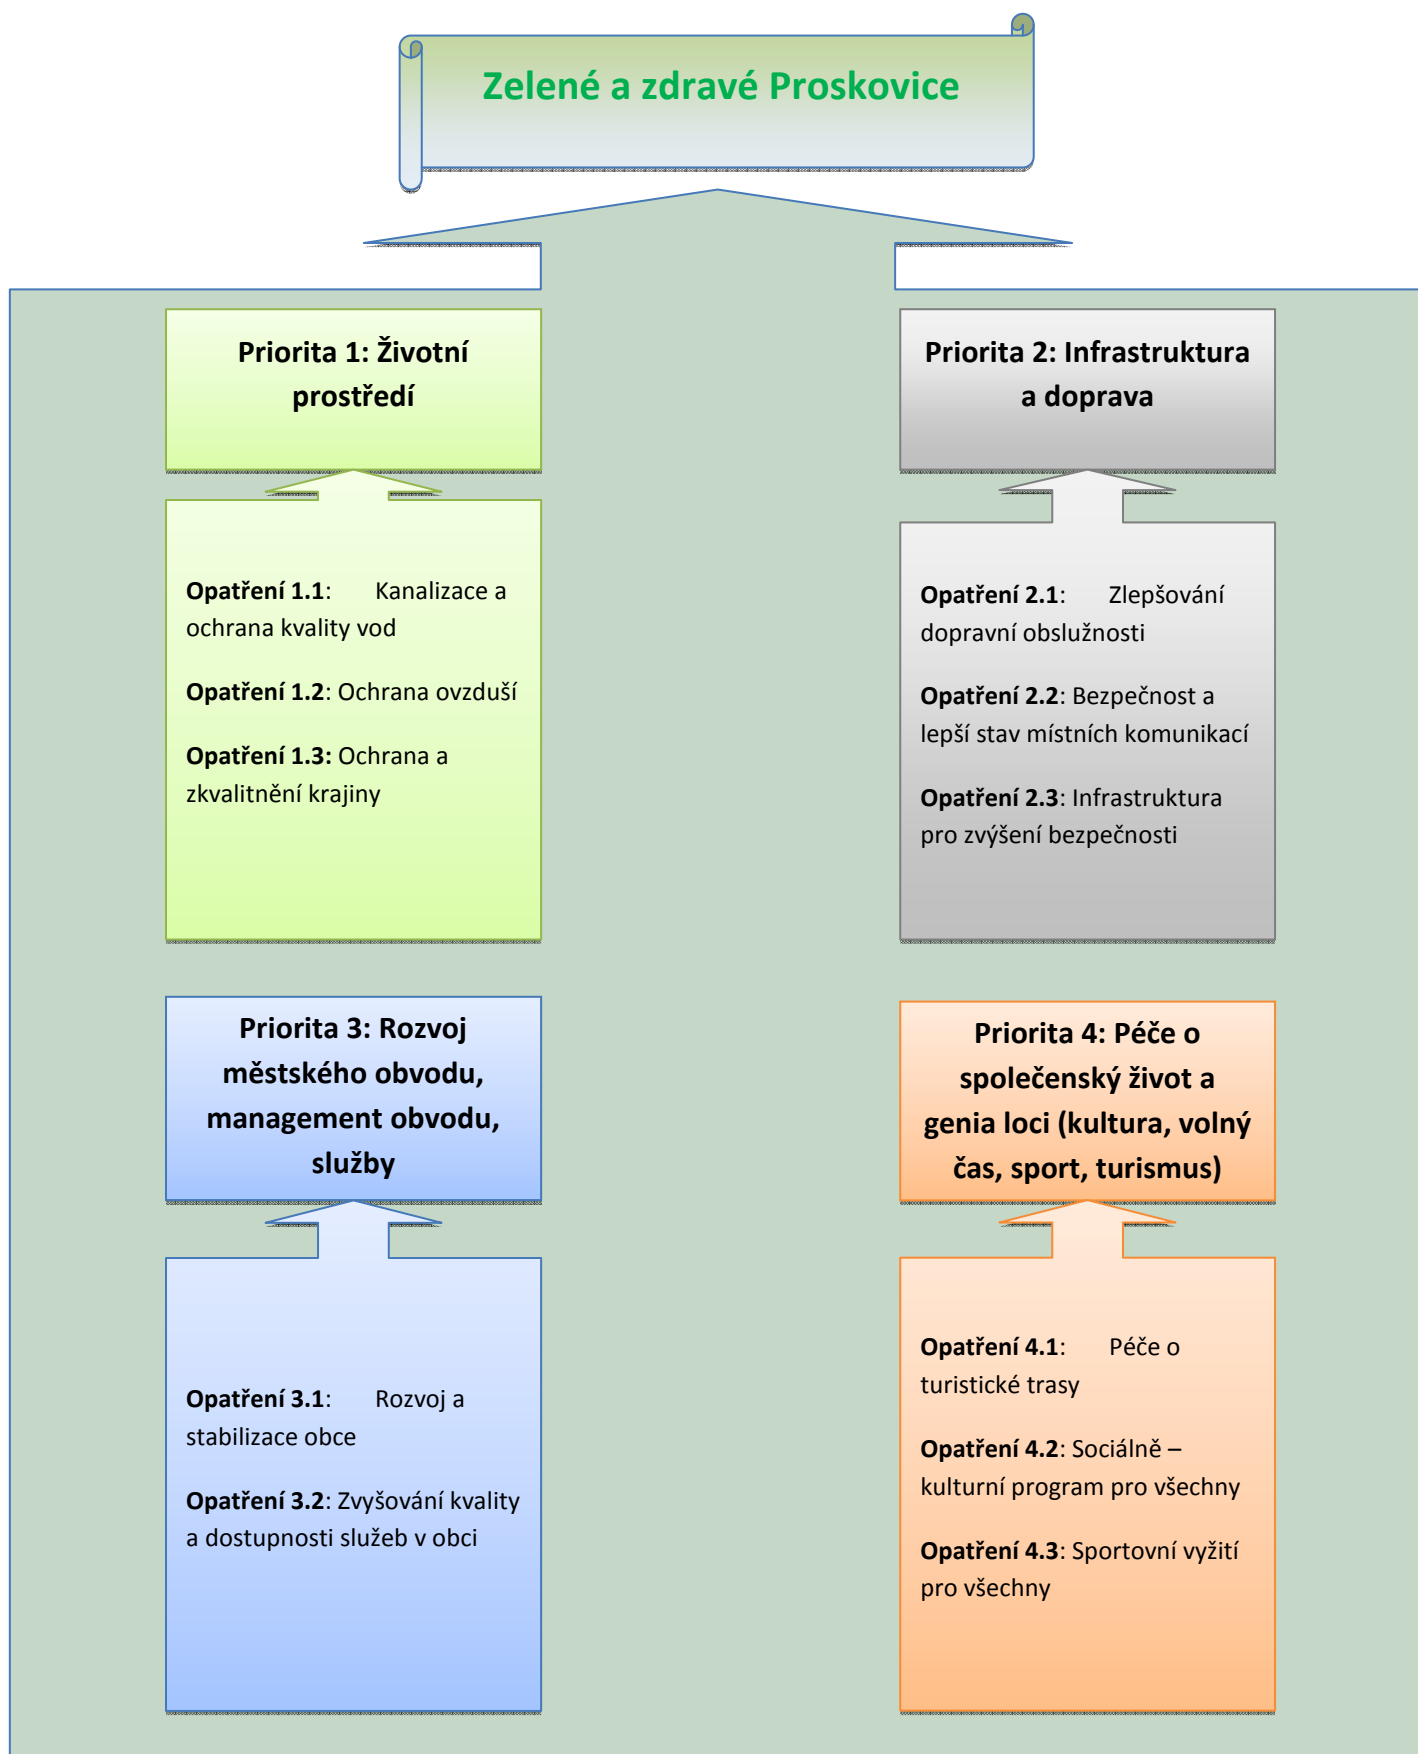 Zelené a zdravé Proskovice
Priorita 1: Životní
prostředí
Opatření 1.1: Kanalizace a
ochrana kvality vod
Opatření 1.2: Ochrana ovzduší
Opatření 1.3: Ochrana a
zkvalitnění krajiny
Priorita 2: Infrastruktura
a doprava
Opatření 2.1: Zlepšování
dopravní obslužnosti
Opatření 2.2: Bezpečnost a
lepší stav místních komunikací
Opatření 2.3: Infrastruktura
pro zvýšení bezpečnosti
Priorita 3: Rozvoj
městského obvodu,
management obvodu,
služby
Opatření 3.1: Rozvoj a
stabilizace obce
Opatření 3.2: Zvyšování kvality
a dostupnosti služeb v obci
Priorita 4: Péče o
společenský život a
genia loci (kultura, volný
čas, sport, turismus)
Opatření 4.1: Péče o
turistické trasy
Opatření 4.2: Sociálně –
kulturní program pro všechny
Opatření 4.3: Sportovní vyžití
pro všechny